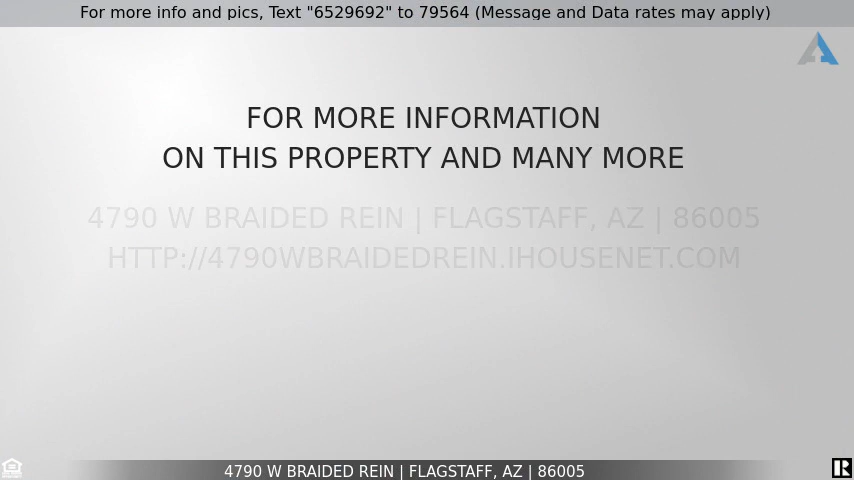 For more info and pics, Text "6529692" to 79564 (Message and Data rates may apply)
FOR MORE INFORMATION
ON THIS PROPERTY AND MANY MORE
4790 W BRAIDED REIN | FLAGSTAFF, AZ | 86005
HTTP://4790WBRAIDEDREIN.IHOUSENET.COM
4790 W BRAIDED REIN | FLAGSTAFF, AZ | 86005